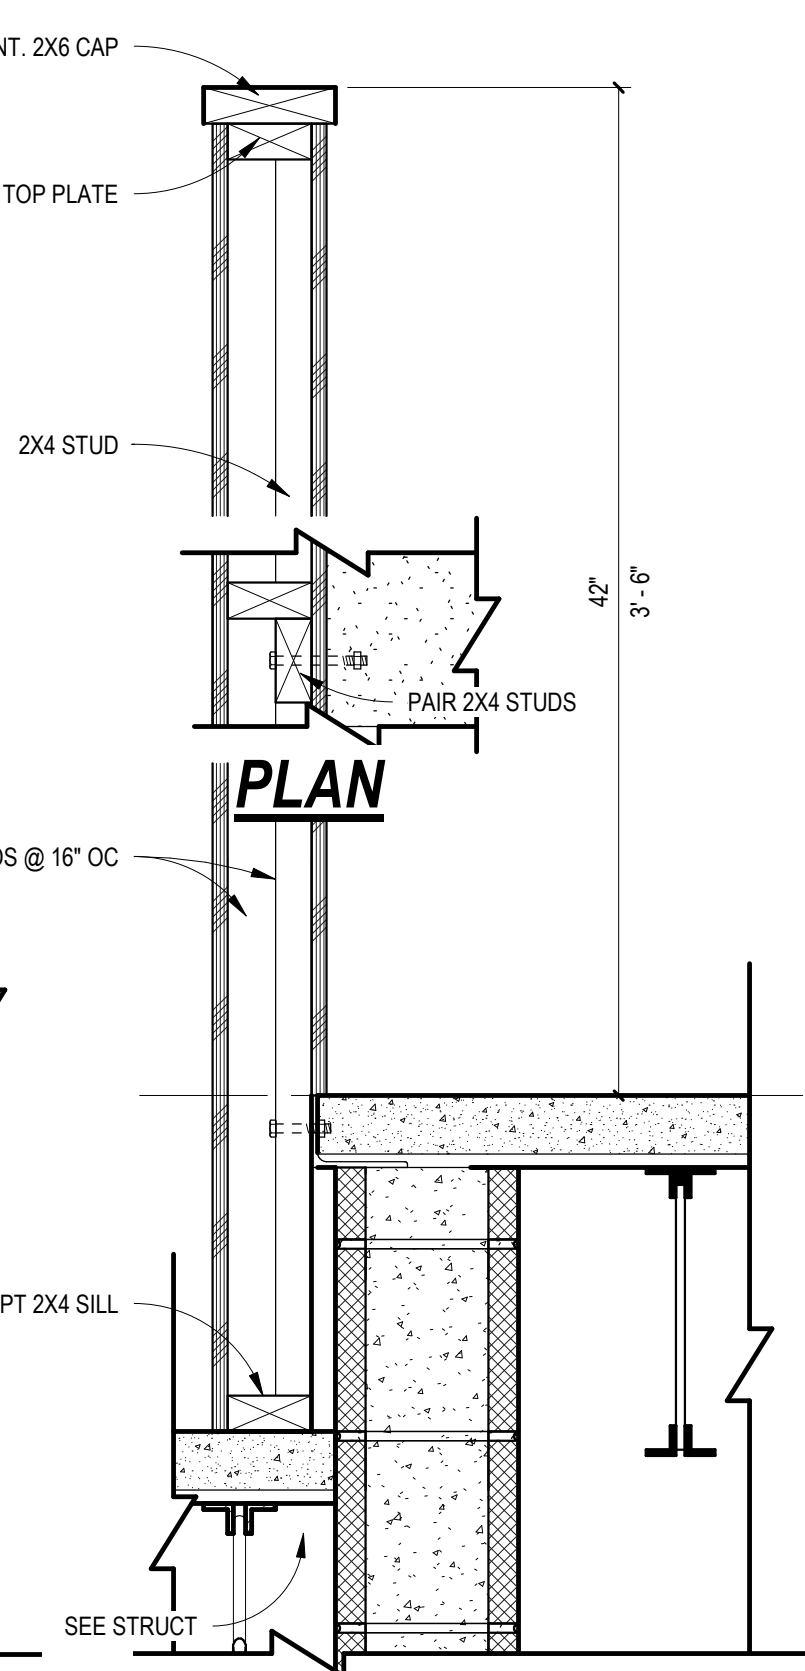 2X6 CAP
TOP PLATE
2X4 STUD
42"
3' - 6"
PAIR 2X4 STUDS
PLAN
@ 16" OC
PT 2X4 SILL
SEE STRUCT